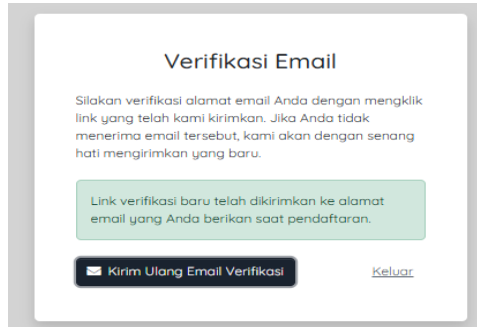 Verifikasi Email
Silakan verifikasi alamat email Anda dengan mengklik
link yang telah kami kirimkan. Jika Anda tidak
menerima email tersebut, kami akan dengan senang
hati mengirimkan yang baru.
Link verifikasi baru telah dikirimkan ke alamat
email yang Anda berikan saat pendaftaran.
Kirim Ulang Email Verifikasi
Keluar